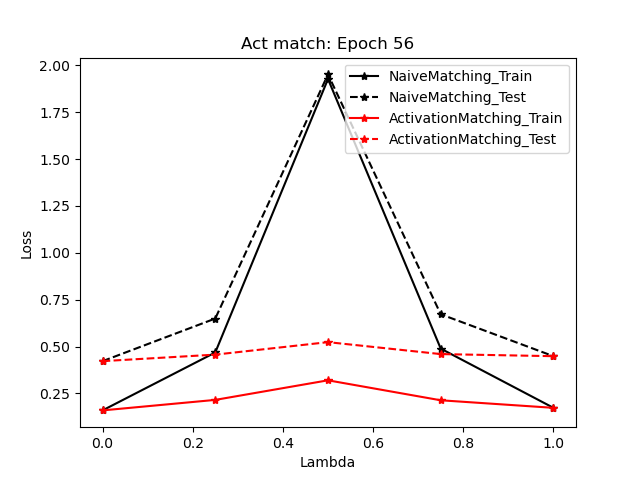 Act match: Epoch 56
2.00
1.75
1.50
1.25
1.00
0.75
0.50
0.25
Loss
NaiveMatching_Train
NaiveMatching_Test
ActivationMatching_Train
ActivationMatching_Test
0.0 0.2 0.4 0.6 0.8 1.0
Lambda